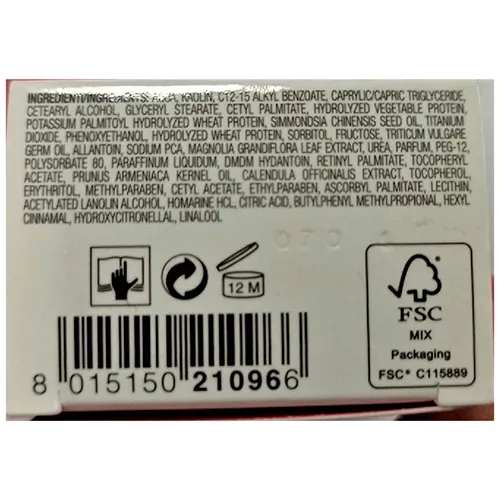 INGREDIENTI/INGREDIENTS: AQUA, KAOLIN, C12-15 ALKYL BENZOATE, CAPRYLIC/CAPRIC TRIGLYCERIDE,
CETEARYL ALCOHOL, GLYCERYL STEARATE, CETYL PALMITATE, HYDROLYZED VEGETABLE PROTEIN,
POTASSIUM PALMITOYL HYDROLYZED WHEAT PROTEIN, SIMMONDSIA CHINENSIS SEED OIL, TITANIUM
DIOXIDE, PHENOXYETHANOL, HYDROLYZED WHEAT PROTEIN, SORBITOL, FRUCTOSE, TRITICUM VULGARE
GERM OIL, ALLANTOIN, SODIUM PCA, MAGNOLIA GRANDIFLORA LEAF EXTRACT, UREA, PARFUM, PEG-12,
POLYSORBATE 80, PARAFFINUM LIQUIDUM, DMDM HYDANTOIN, RETINYL PALMITATE, TOCOPHERYL
ACETATE, PRUNUS ARMENIACA KERNEL OIL, CALENDULA OFFICINALIS EXTRACT, TOCOPHEROL,
ERYTHRITOL, METHYLPARABEN, CETYL ACETATE, ETHYLPARABEN, ASCORBYL PALMITATE, LECITHIN,
ACETYLATED LANOLIN ALCOHOL, HOMARINE HCL, CITRIC ACID, BUTYLPHENYL METHYLPROPIONAL, HEXYL
CINNAMAL, HYDROXYCITRONELLAL, LINALOOL
12 M
FSC
MIX
Packaging
FSC® C115889
8 015150 210966